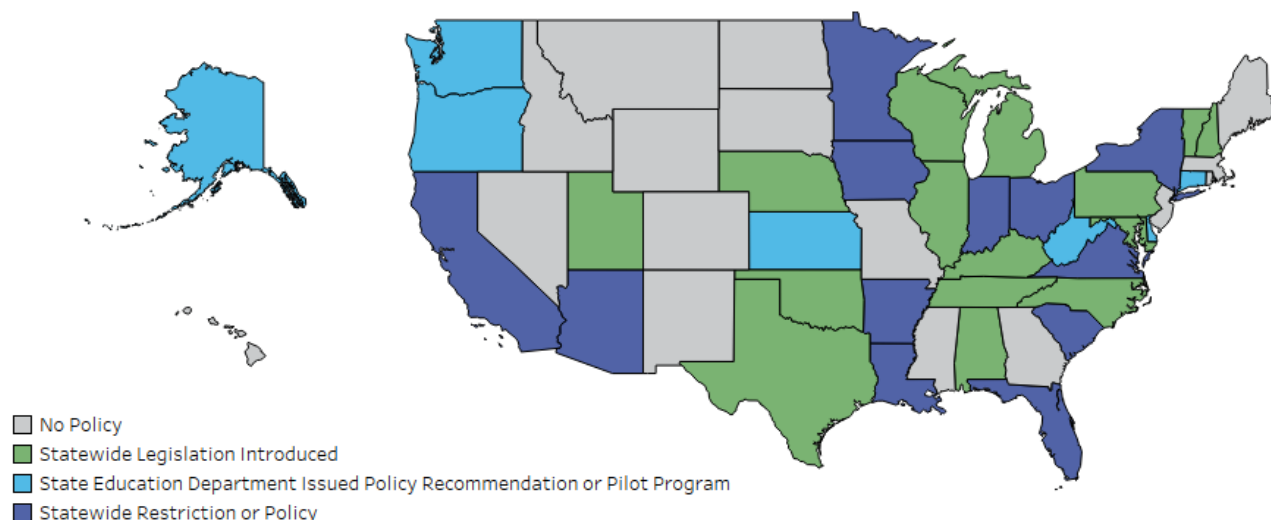 No Policy
Statewide Legislation Introduced
State Education Department Issued Policy Recommendation or Pilot Program
Statewide Restriction or Policy